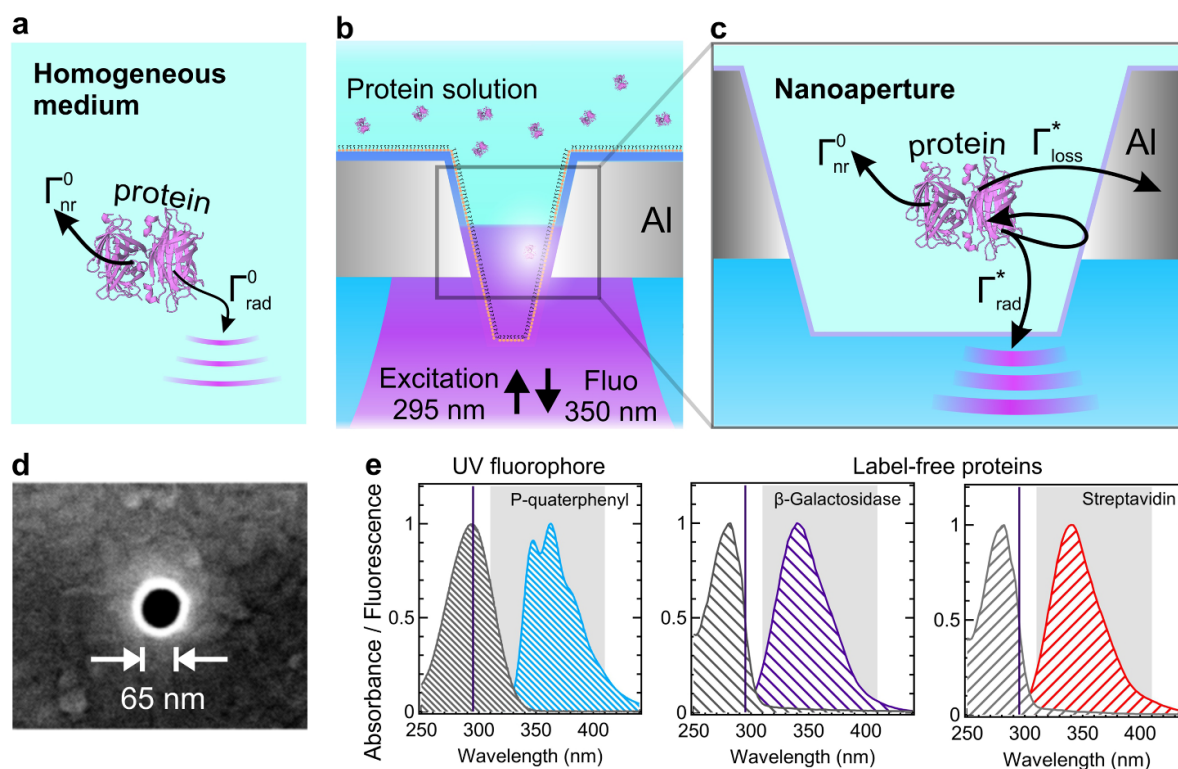 a
Homogeneous
medium
Γ⁰nr
protein
Γ⁰rad
b
Protein solution
Al
Excitation
295 nm
Fluo
350 nm
c
Nanoaperture
protein
Γ⁰nr
Γ*loss
Al
Γ*rad
d
65 nm
e
UV fluorophore
Label-free proteins
Absorbance / Fluorescence
P-quaterphenyl
1
0.5
0
250 300 350 400
Wavelength (nm)
β-Galactosidase
1
0.5
0
250 300 350 400
Wavelength (nm)
Streptavidin
1
0.5
0
250 300 350 400
Wavelength (nm)